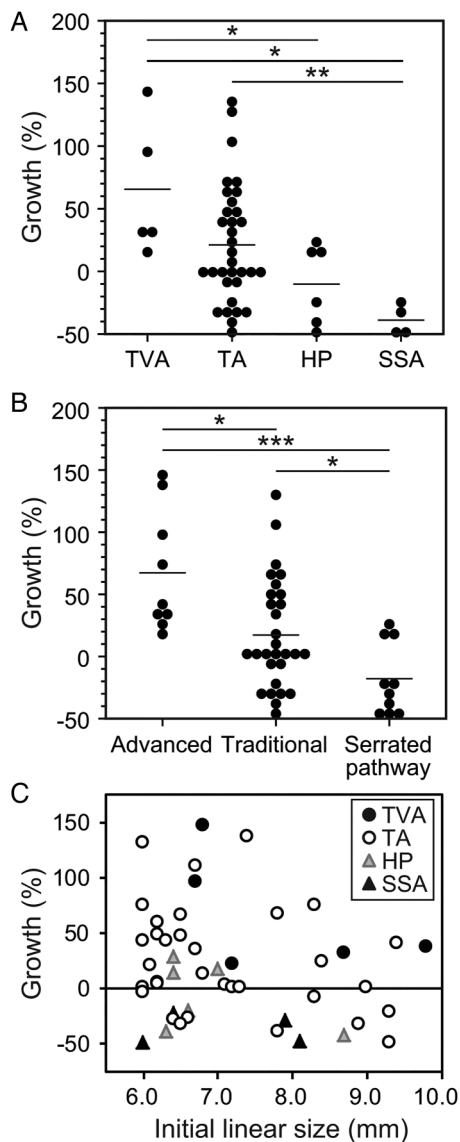 A
200
150
100
50
0
-50
Growth (%)
*
*
**
TVA TA HP SSA
B
200
150
100
50
0
-50
Growth (%)
*
***
*
Advanced Traditional Serrated
pathway
C
150
100
50
0
-50
Growth (%)
TVA
TA
HP
SSA
6.0 7.0 8.0 9.0 10.0
Initial linear size (mm)